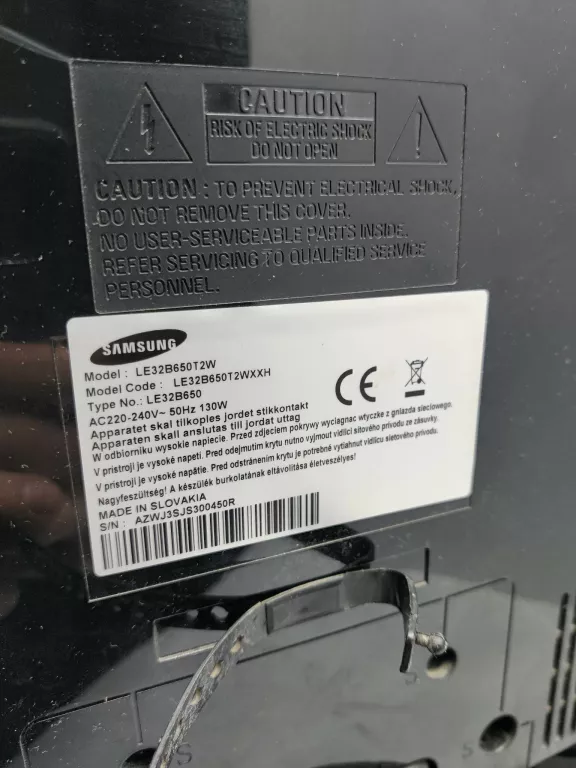 CAUTION
RISK OF ELECTRIC SHOCK
DO NOT OPEN
CAUTION : TO PREVENT ELECTRICAL SHOCK,
DO NOT REMOVE THIS COVER.
NO USER-SERVICEABLE PARTS INSIDE.
REFER SERVICING TO QUALIFIED SERVICE
PERSONNEL.
SAMSUNG
Model : LE32B650T2W
Model Code : LE32B650T2WXXH
Type No.: LE32B650
AC220-240V~ 50Hz 130W
CE
Apparatet skal tilkoples jordet stikkontakt
Apparaten skall anslutas till jordat uttag
W odbiorniku wysokie napiecie. Przed zdjeciem pokrywy wyciagnac wtyczke z gniazda sieciowego.
V pristroji je vysoké napeti. Pred odejmutim krytu nutno vyjmout vidlici sitového privodu ze zásuvky.
V pristroji je vysoké napätie. Pred odstránením krytu je potrebné vytiahnut vidlicu sietového privodu.
Nagyfeszültség! A készülék burkolatának eltávolítása életveszélyes!
MADE IN SLOVAKIA
S/N : AZWJ3SJS300450R
S
S
S